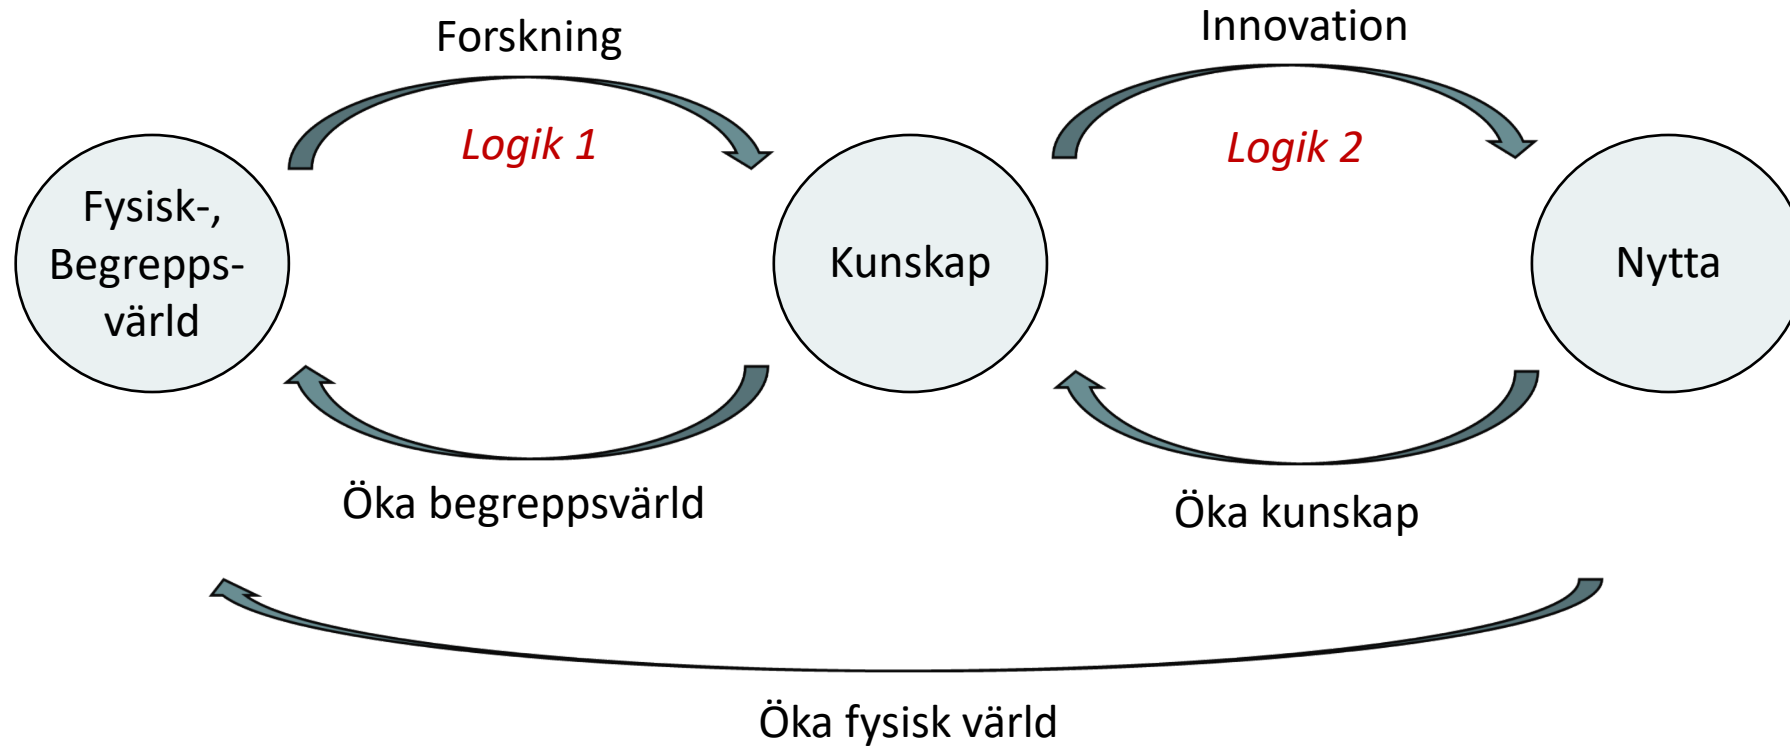 Forskning
Innovation
Logik 1
Logik 2
Fysisk-,
Begrepps-
värld
Kunskap
Nytta
Öka begreppsvärld
Öka kunskap
Öka fysisk värld